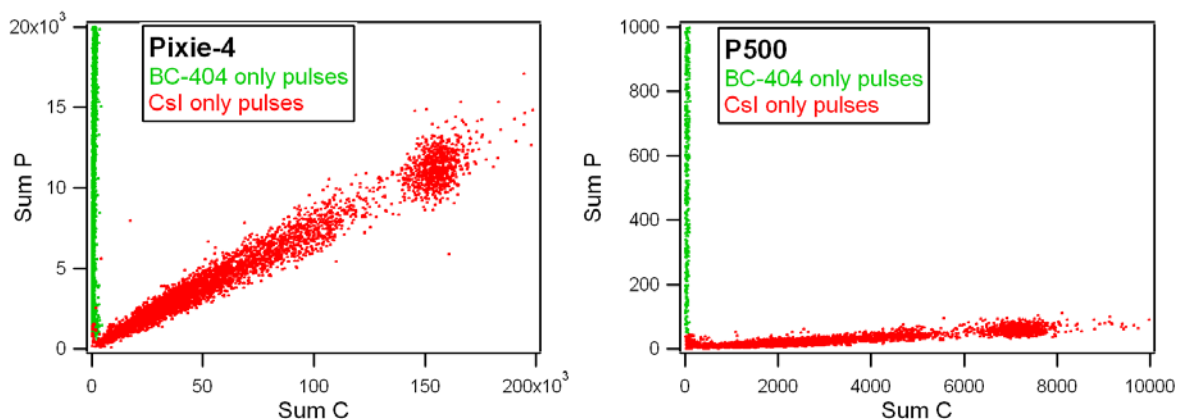 20x10³
15
10
5
0
Sum P
Pixie-4
BC-404 only pulses
CsI only pulses
0
50
100
150
200x10³
Sum C
1000
800
600
400
200
0
Sum P
P500
BC-404 only pulses
CsI only pulses
0
2000
4000
6000
8000
10000
Sum C